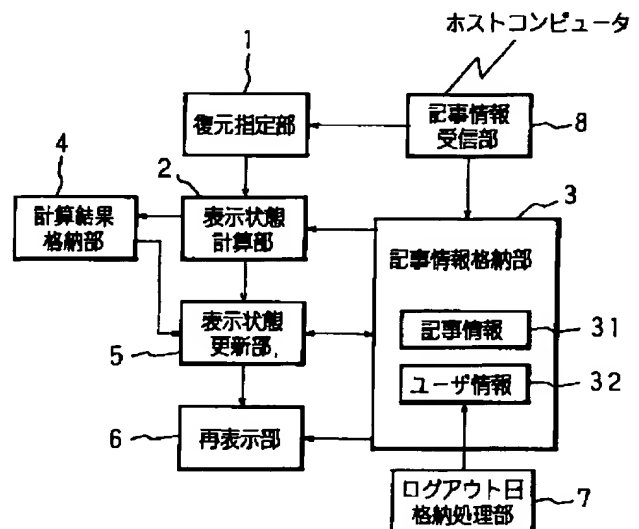 ホストコンピュータ
1
復元指定部
記事情報
受信部
8
4
2
3
計算結果
格納部
表示状態
計算部
記事情報格納部
表示状態
更新部
5
記事情報
31
ユーザ情報
32
再表示部
6
ログアウト日
格納処理部
7